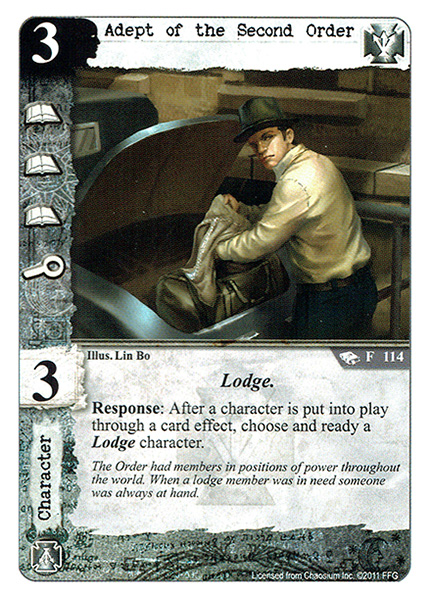 3
Adept of the Second Order
Illus. Lin Bo
F 114
3
Lodge.
Response: After a character is put into play
through a card effect, choose and ready a
Lodge character.
The Order had members in positions of power throughout
the world. When a lodge member was in need someone
was always at hand.
Character
Licensed from Chaosium Inc. ©2011 FFG